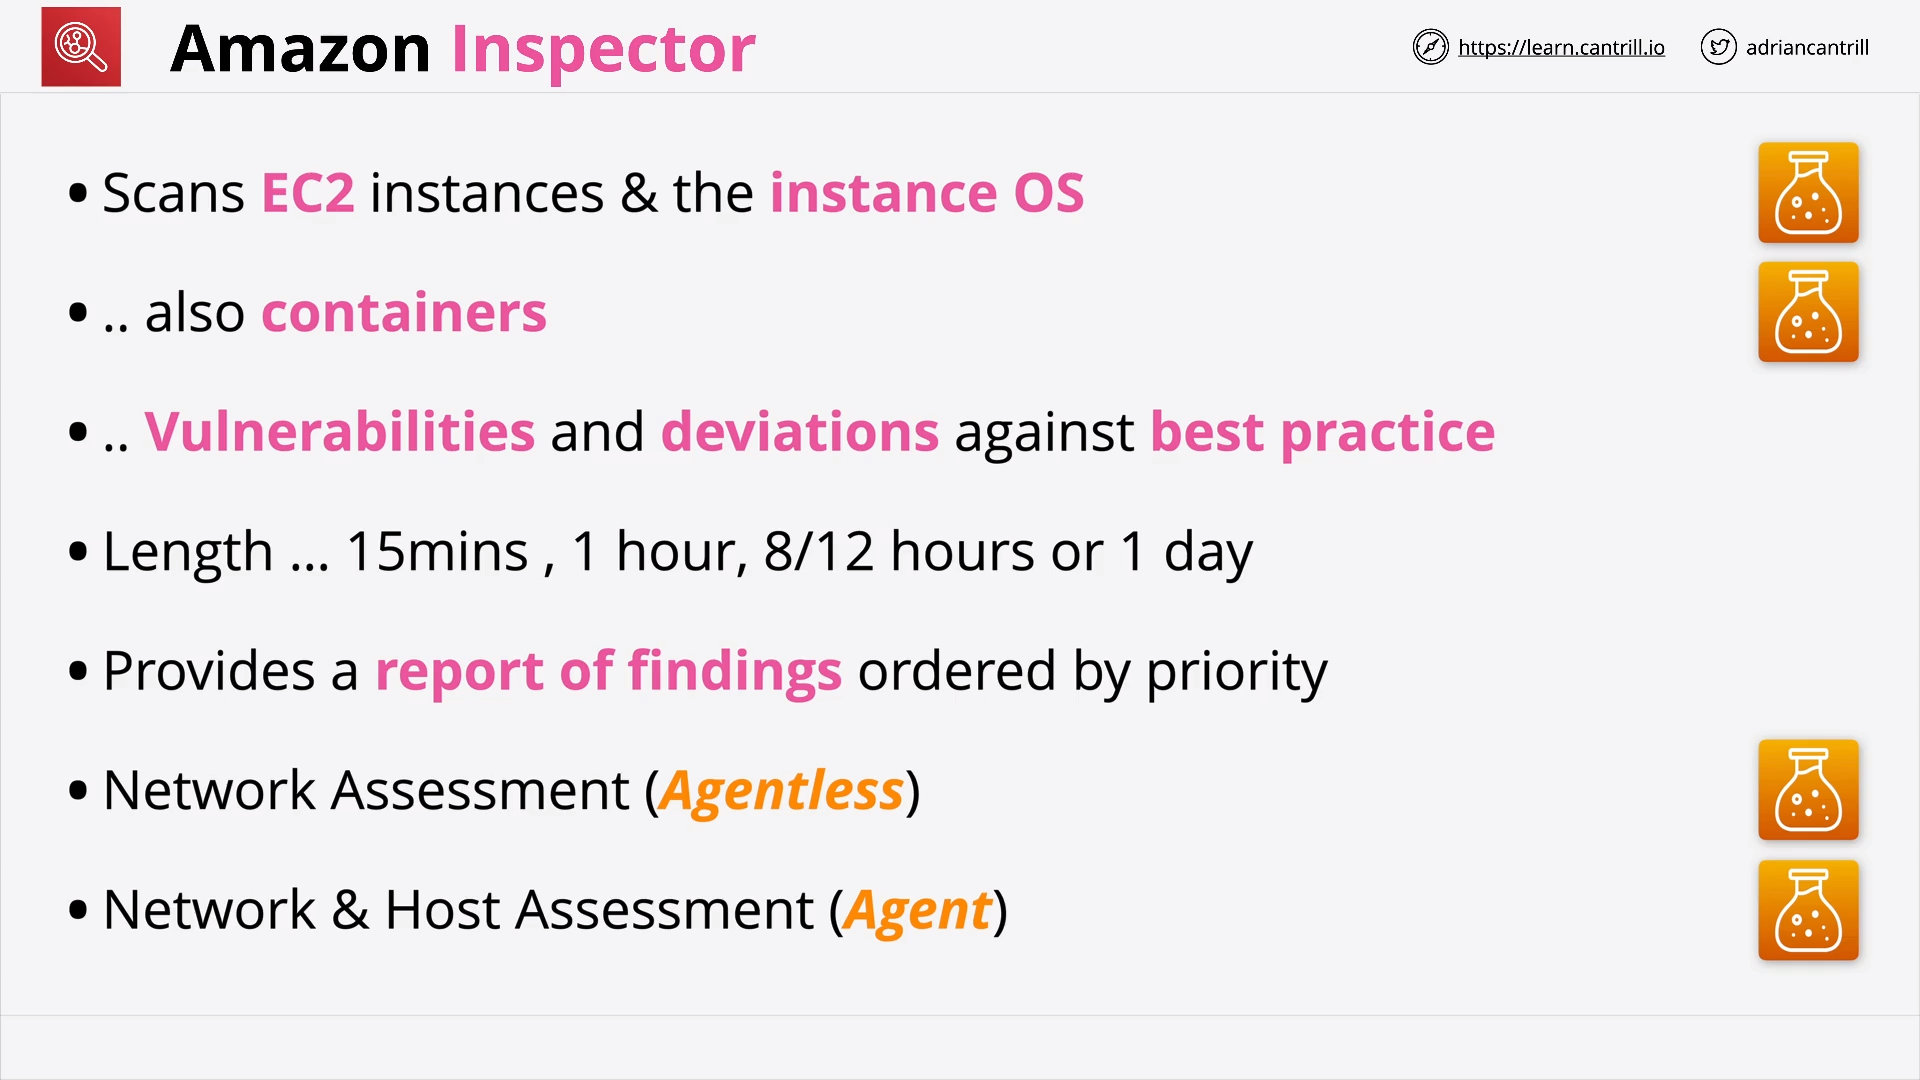 Amazon Inspector
https://learn.cantrill.io
adriancantrill
• Scans EC2 instances & the instance OS
• .. also containers
• .. Vulnerabilities and deviations against best practice
• Length ... 15mins , 1 hour, 8/12 hours or 1 day
• Provides a report of findings ordered by priority
• Network Assessment (Agentless)
• Network & Host Assessment (Agent)